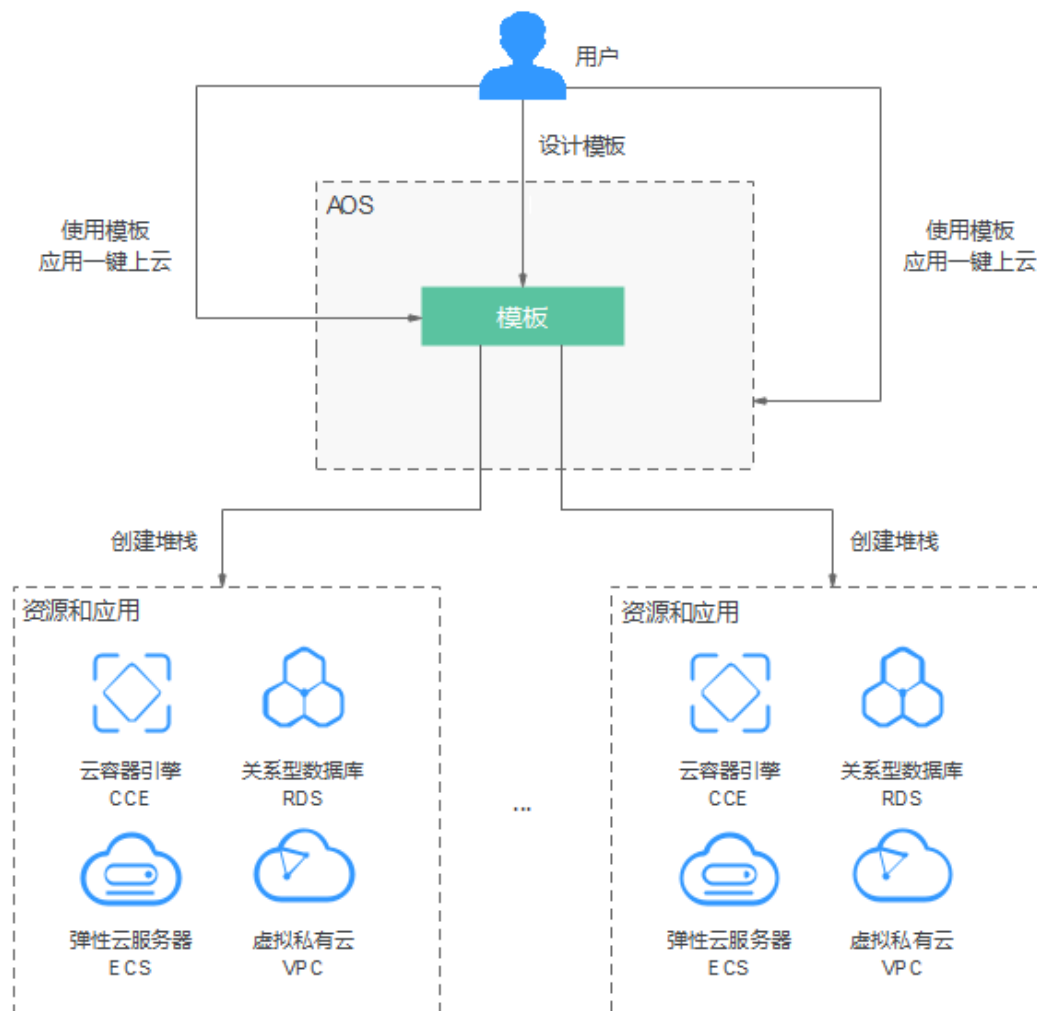 用户
设计模板
AOS
使用模板
应用一键上云
使用模板
应用一键上云
模板
创建堆栈
创建堆栈
资源和应用
云容器引擎
CCE
关系型数据库
RDS
弹性云服务器
ECS
虚拟私有云
VPC
...
资源和应用
云容器引擎
CCE
关系型数据库
RDS
弹性云服务器
ECS
虚拟私有云
VPC